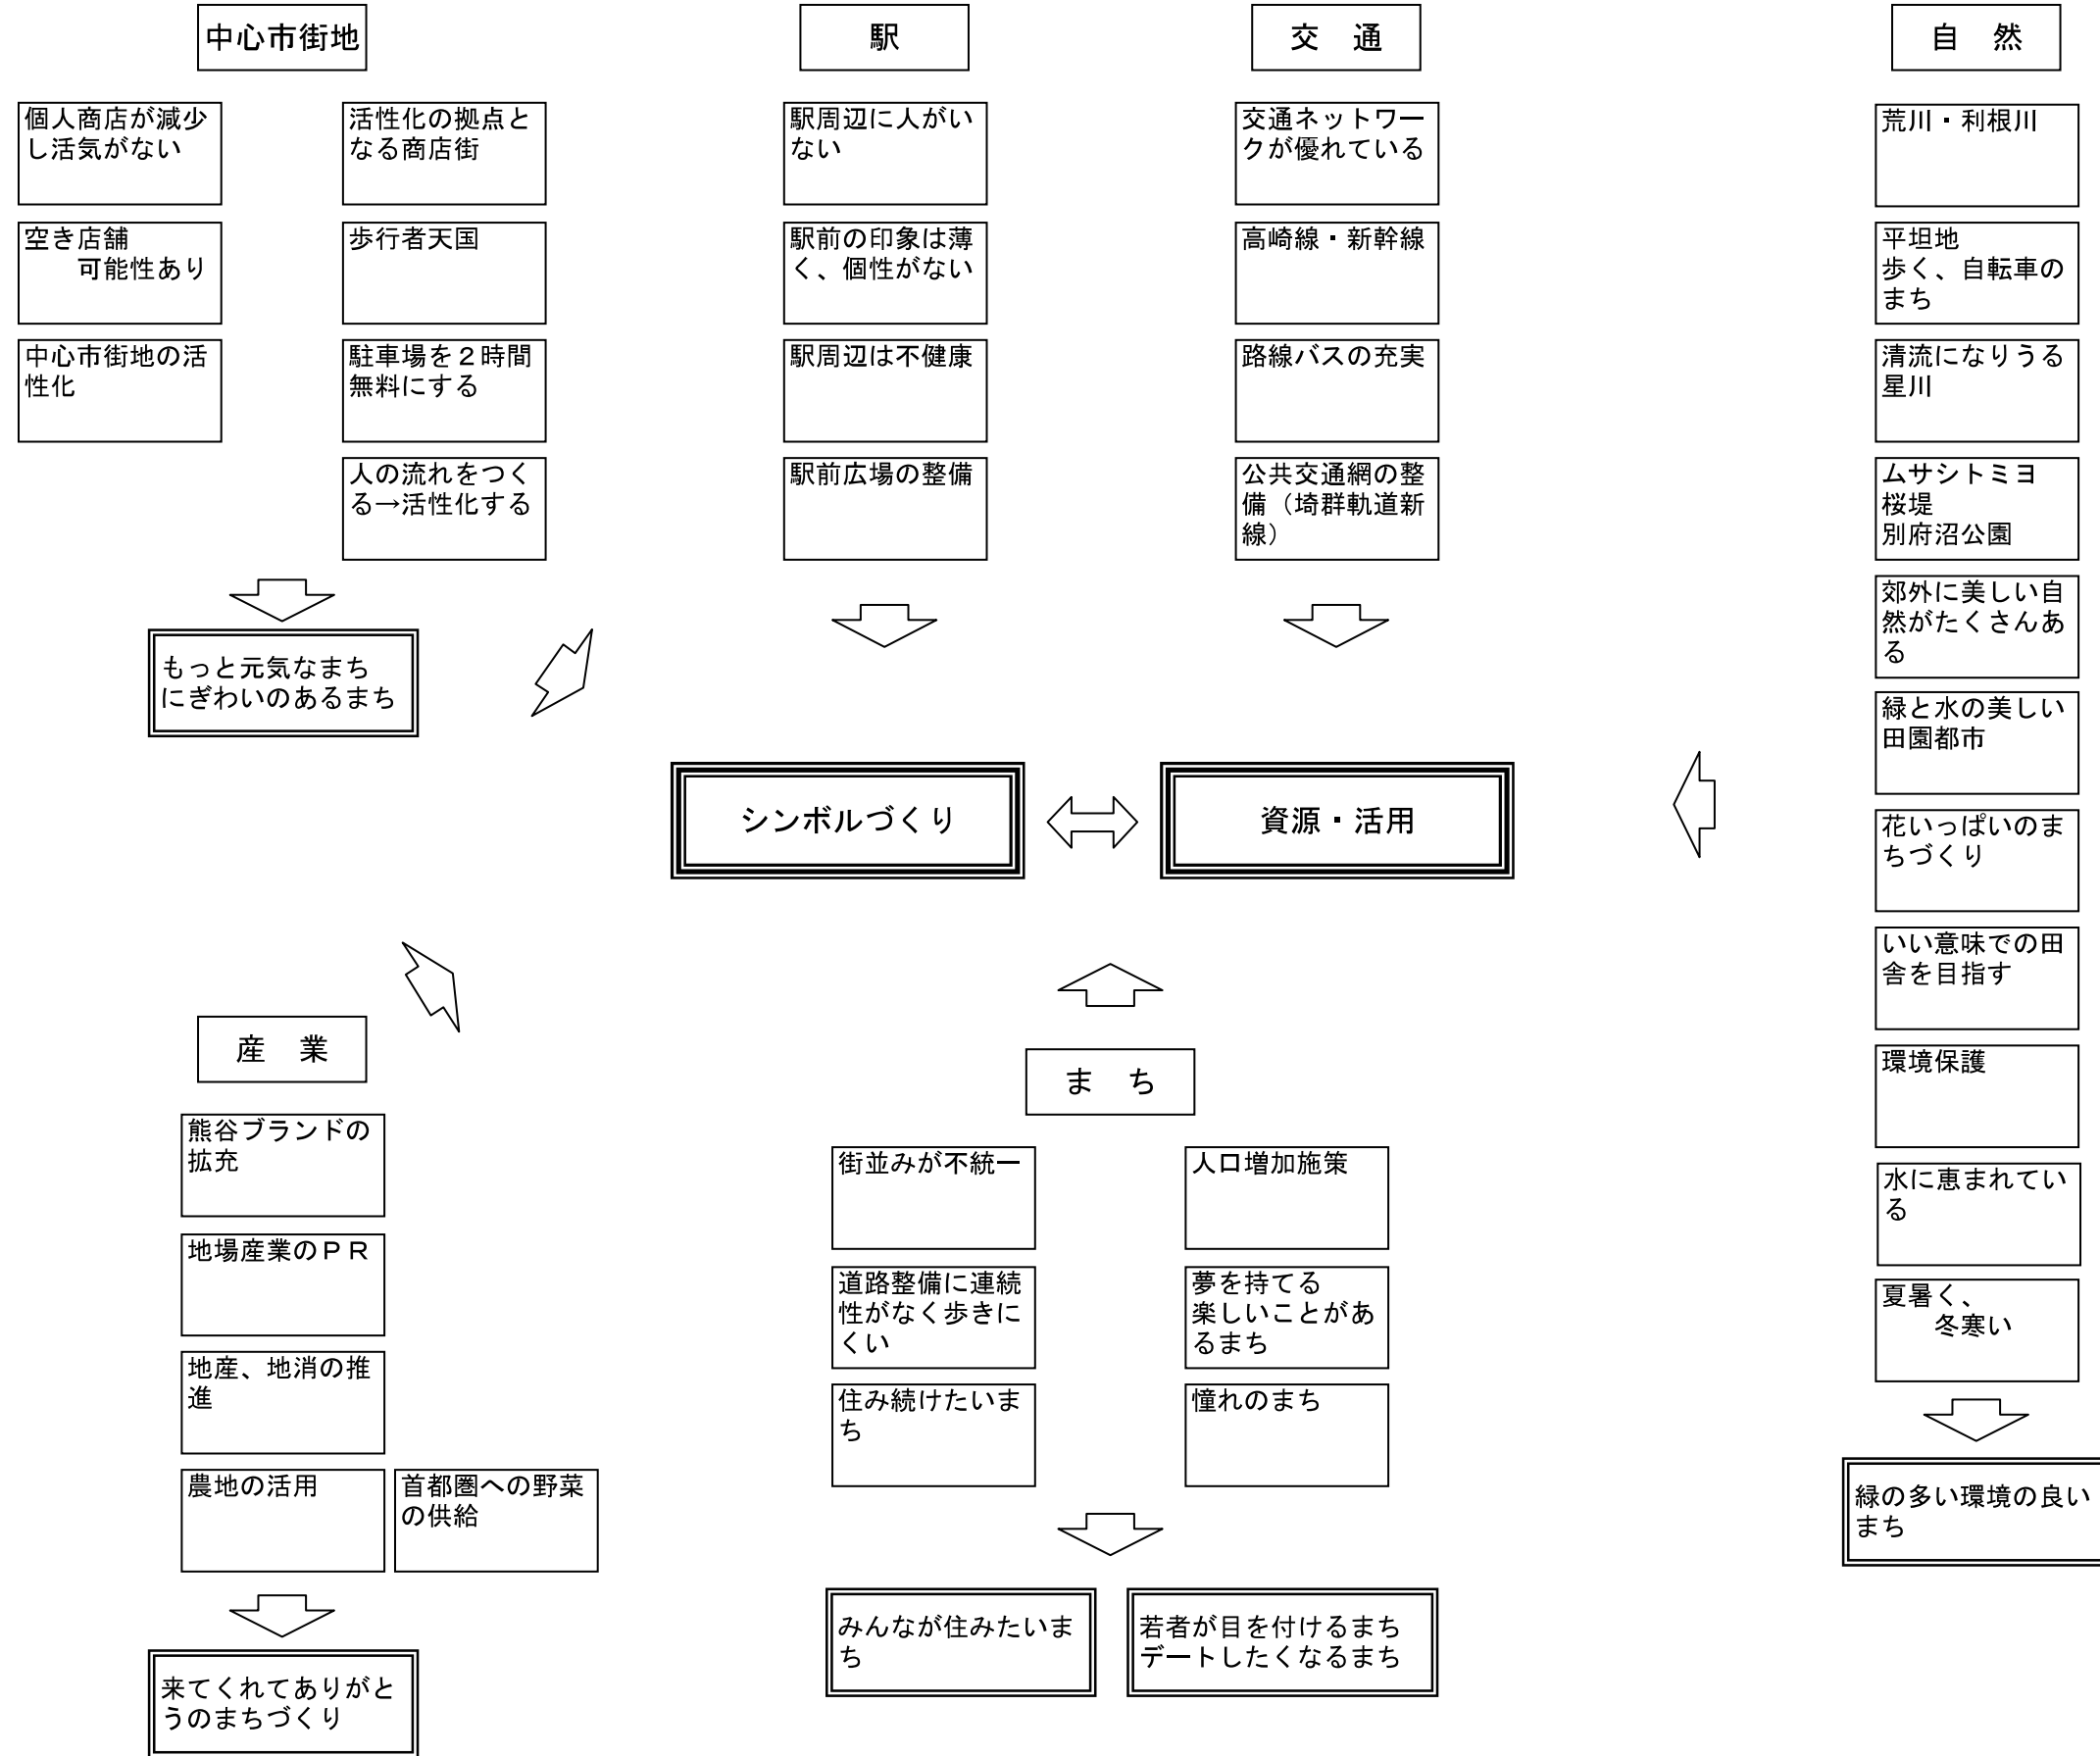 中心市街地
個人商店が減少
し活気がない
空き店舗
　　可能性あり
中心市街地の活
性化
活性化の拠点と
なる商店街
歩行者天国
駐車場を２時間
無料にする
人の流れをつく
る→活性化する
もっと元気なまち
にぎわいのあるまち
駅
駅周辺に人がい
ない
駅前の印象は薄
く、個性がない
駅周辺は不健康
駅前広場の整備
交　通
交通ネットワー
クが優れている
高崎線・新幹線
路線バスの充実
公共交通網の整
備（埼群軌道新
線）
シンボルづくり
資源・活用
自　然
荒川・利根川
平坦地
歩く、自転車の
まち
清流になりうる
星川
ムサシトミヨ
桜堤
別府沼公園
郊外に美しい自
然がたくさんあ
る
緑と水の美しい
田園都市
花いっぱいのま
ちづくり
いい意味での田
舎を目指す
環境保護
水に恵まれてい
る
夏暑く、
　　冬寒い
緑の多い環境の良い
まち
産　業
熊谷ブランドの
拡充
地場産業のＰＲ
地産、地消の推
進
農地の活用
首都圏への野菜
の供給
来てくれてありがと
うのまちづくり
ま　ち
街並みが不統一
道路整備に連続
性がなく歩きに
くい
住み続けたいま
ち
人口増加施策
夢を持てる
楽しいことがあ
るまち
憧れのまち
みんなが住みたいま
ち
若者が目を付けるまち
デートしたくなるまち